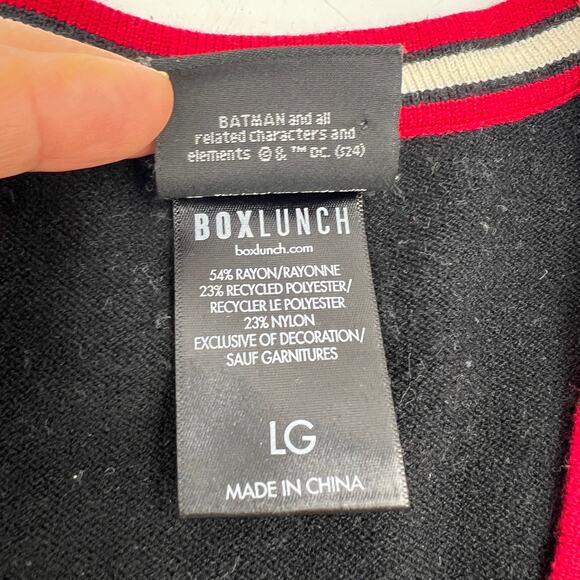 BATMAN and all
related characters and
elements © & ™ DC. (s24)
BOXLUNCH
boxlunch.com
54% RAYON/RAYONNE
23% RECYCLED POLYESTER/
RECYCLER LE POLYESTER
23% NYLON
EXCLUSIVE OF DECORATION/
SAUF GARNITURES
LG
MADE IN CHINA